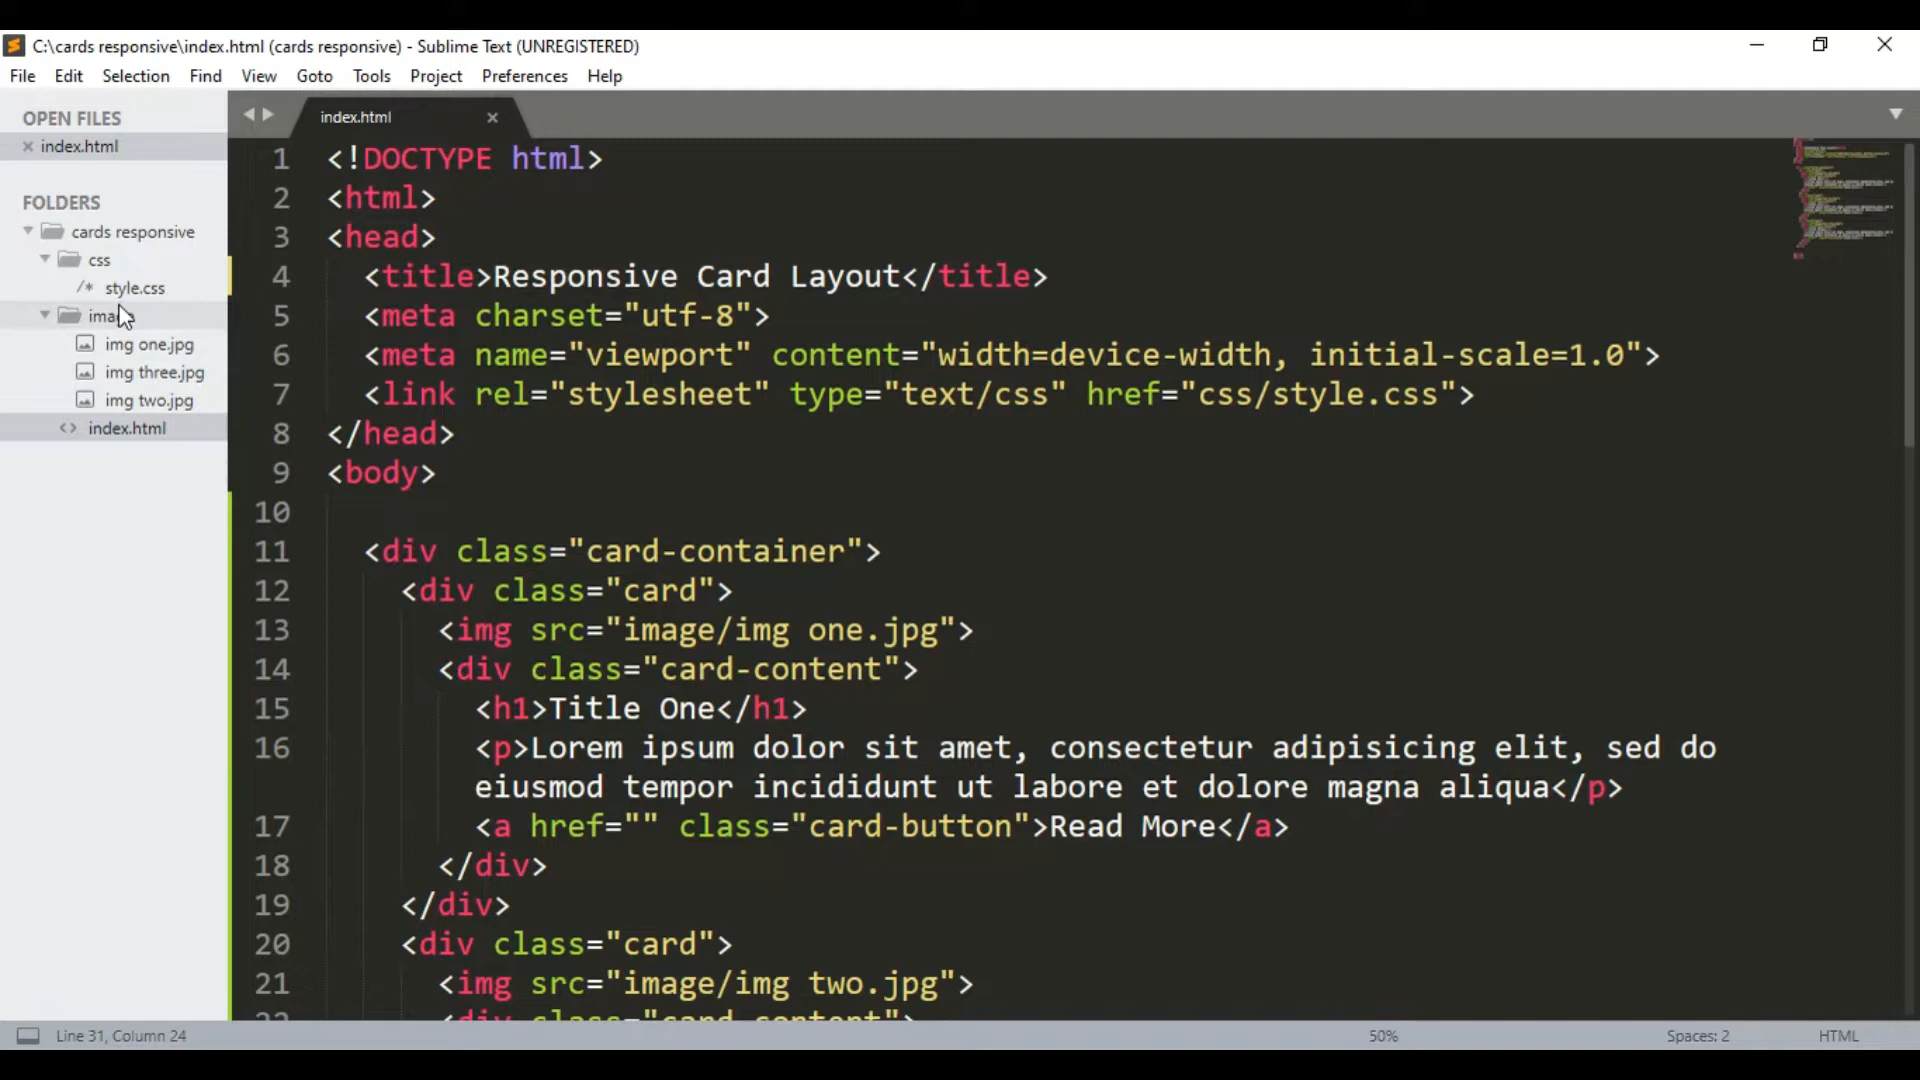 C:\cards responsive\index.html (cards responsive) - Sublime Text (UNREGISTERED)
File Edit Selection Find View Goto Tools Project Preferences Help
OPEN FILES
index.html
FOLDERS
cards responsive
css
/* style.css
image
img one.jpg
img three.jpg
img two.jpg
<> index.html
index.html
1 <!DOCTYPE html>
2 <html>
3 <head>
4 <title>Responsive Card Layout</title>
5 <meta charset="utf-8">
6 <meta name="viewport" content="width=device-width, initial-scale=1.0">
7 <link rel="stylesheet" type="text/css" href="css/style.css">
8 </head>
9 <body>
10
11 <div class="card-container">
12 <div class="card">
13 <img src="image/img one.jpg">
14 <div class="card-content">
15 <h1>Title One</h1>
16 <p>Lorem ipsum dolor sit amet, consectetur adipisicing elit, sed do
eiusmod tempor incididunt ut labore et dolore magna aliqua</p>
17 <a href="" class="card-button">Read More</a>
18 </div>
19 </div>
20 <div class="card">
21 <img src="image/img two.jpg">
22 <div class="card-content">
Line 31, Column 24
50%
Spaces: 2
HTML